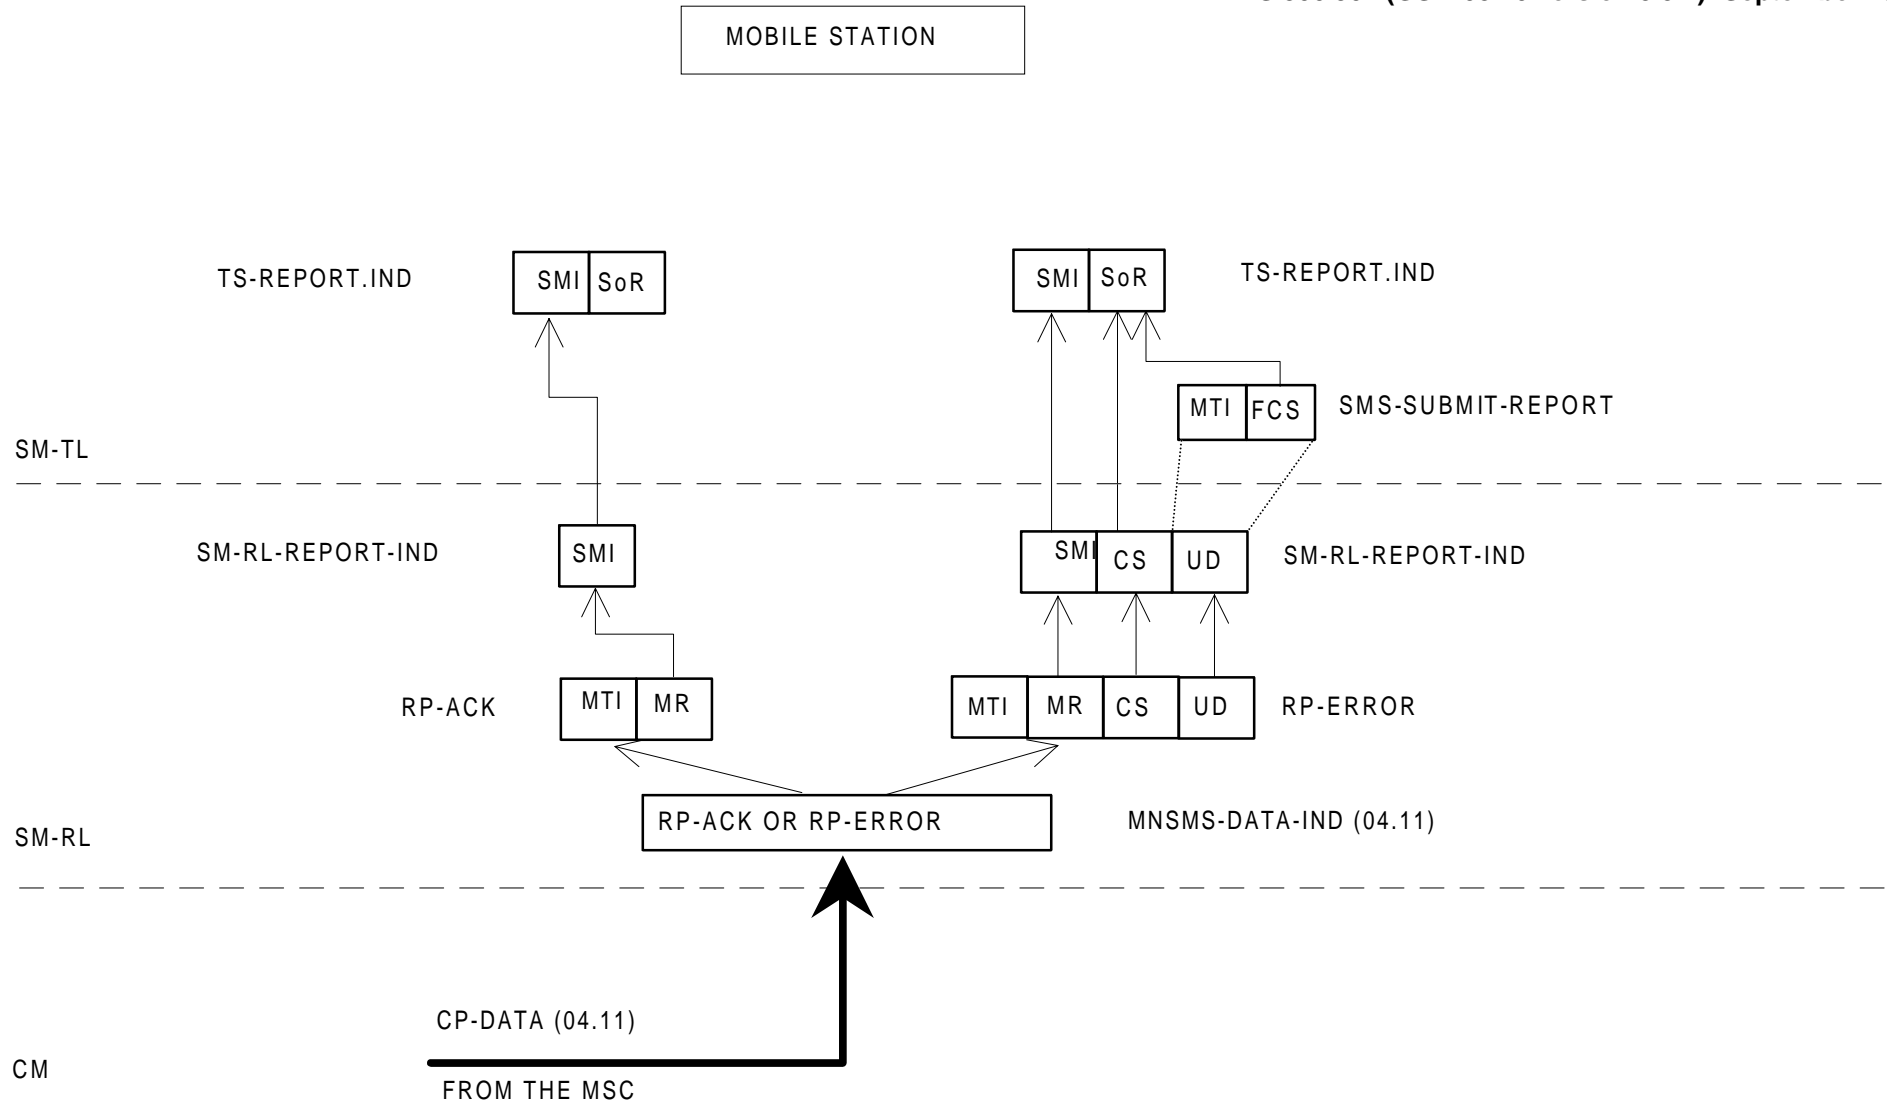 MOBILE STATION
TS-REPORT.IND
SMI SoR
SMI SoR
TS-REPORT.IND
MTI FCS
SMS-SUBMIT-REPORT
SM-TL
SM-RL-REPORT-IND
SMI
SMI CS UD
SM-RL-REPORT-IND
RP-ACK
MTI MR
MTI MR CS UD
RP-ERROR
RP-ACK OR RP-ERROR
MNSMS-DATA-IND (04.11)
SM-RL
CP-DATA (04.11)
CM
FROM THE MSC